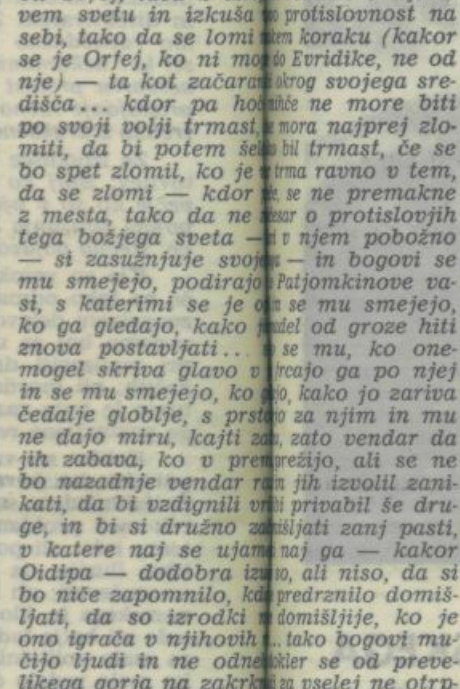 vem svetu in izkuša protislovnost na
sebi, tako da se lomi koraku (kakor
se je Orfej, ko ni do Evridike, ne od
nje) — ta kot okrog svojega sre-
dišča... kdor pa ne more biti
po svoji volji trmast, mora najprej zlo-
miti, da bi potem bil trmast, če se
bo spet zlomil, ko je trma ravno v tem,
da se zlomi — kdor se ne premakne
z mesta, tako da ne o protislovjih
tega božjega sveta — v njem pobožno
— si zasužnjuje — in bogovi se
mu smejejo, podirajo Patjomkinove va-
si, s katerimi se je se mu smejejo,
ko ga gledajo, kako od groze hiti
znova postavljati... se mu, ko one-
mogel skriva glavo v ga po njej
in se mu smejejo, ko kako jo zariva
čedalje globlje, s za njim in mu
ne dajo miru, kajti zato vendar da
jih zabava, ko v prežijo, ali se ne
bo nazadnje vendar jih izvolil zani-
kati, da bi vzdignili privabil še dru-
ge, in bi si družno zanj pasti,
v katere naj se naj ga — kakor
Oidipa — dodobra ali niso, da si
bo niče zapomnilo, predrznilo domiš-
ljati, da so izrodki domišljije, ko je
ono igrača v njihovih ... tako bogovi mu-
čijo ljudi in ne se od preve-
likega gorja na za vselej ne otrp-